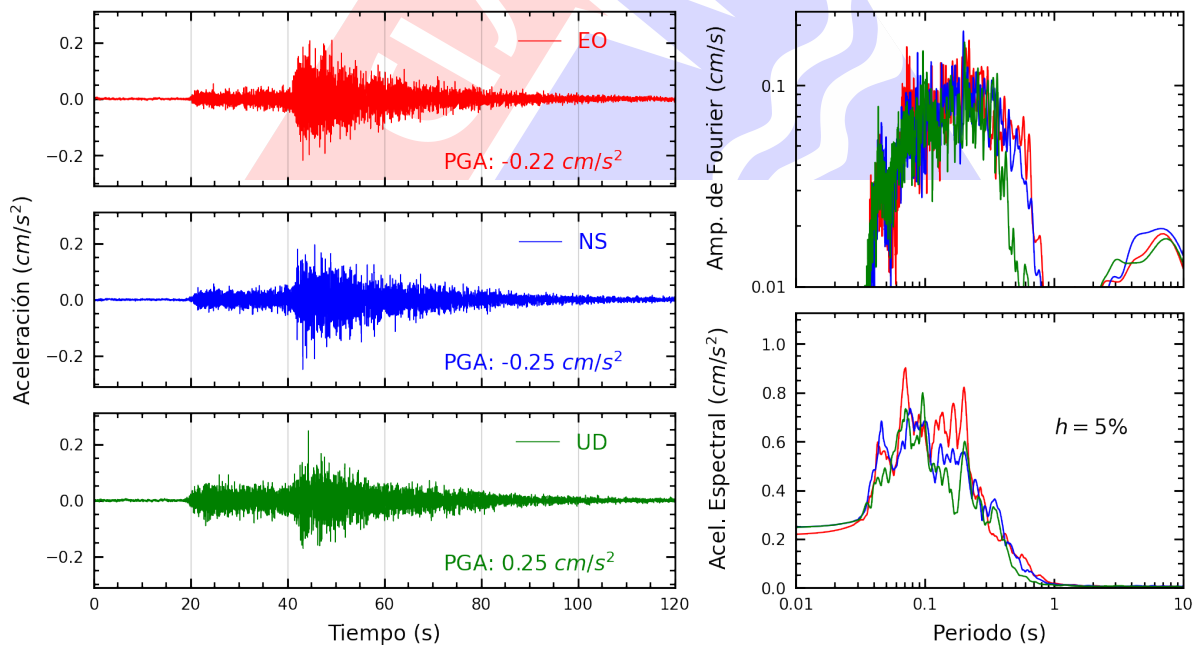 Aceleración (cm/s²)
0.2
0.0
−0.2
EO
PGA: -0.22 cm/s²
0.2
0.0
−0.2
NS
PGA: -0.25 cm/s²
0.2
0.0
−0.2
UD
PGA: 0.25 cm/s²
0 20 40 60 80 100 120
Tiempo (s)
Amp. de Fourier (cm/s)
0.1
0.01
Acel. Espectral (cm/s²)
1.0
0.8
0.6
0.4
0.2
0.0
h = 5%
0.01 0.1 1 10
Periodo (s)